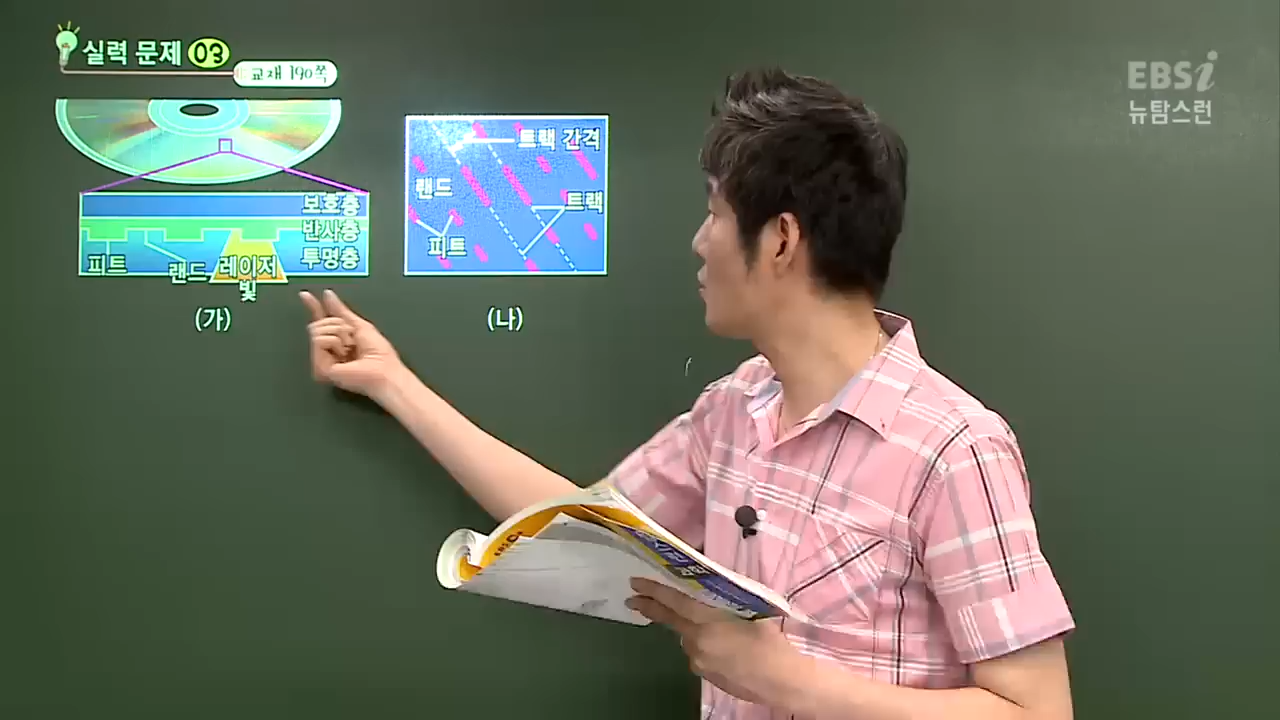 실력 문제 03
교재 190쪽
EBSi
뉴탐스런
보호층
반사층
투명층
피트
랜드
레이저
빛
(가)
트랙 간격
랜드
트랙
피트
(나)